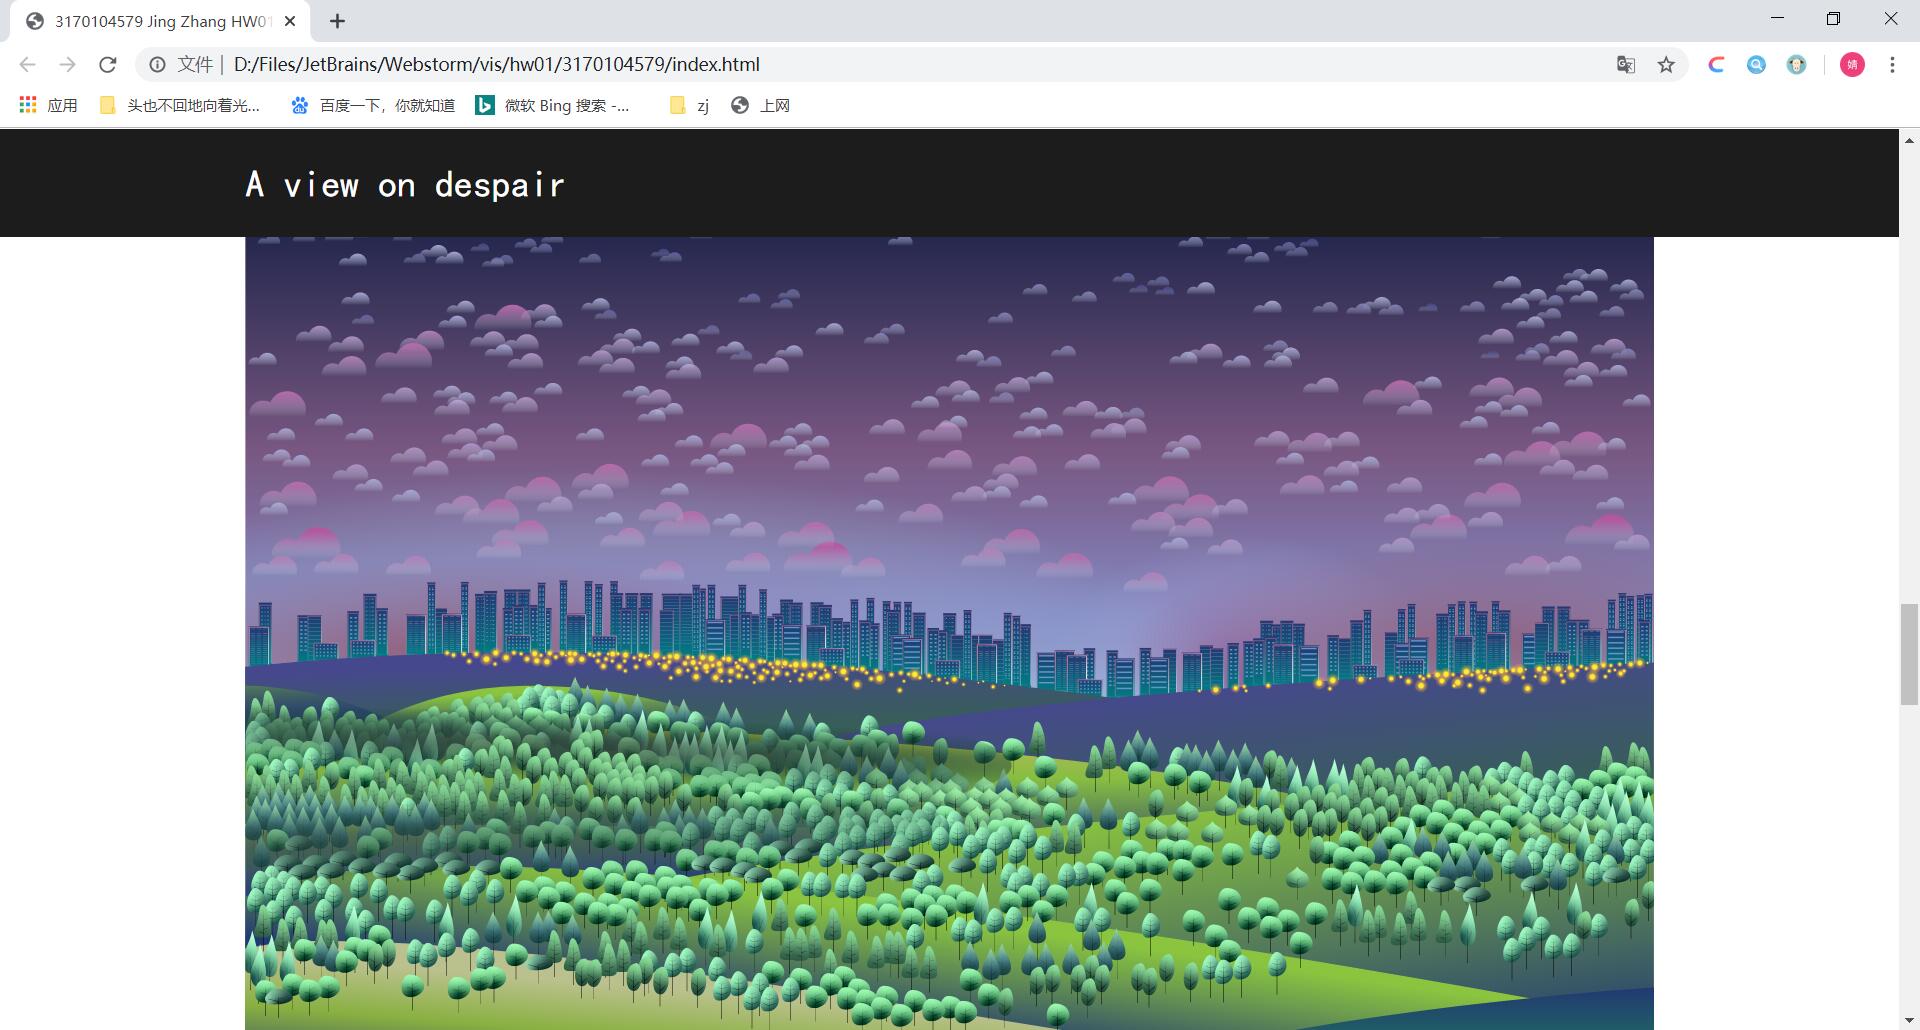 3170104579 Jing Zhang HW01
文件 | D:/Files/JetBrains/Webstorm/vis/hw01/3170104579/index.html
婧
应用 头也不回地向着光... 百度一下，你就知道 微软 Bing 搜索 -... zj 上网
A view on despair